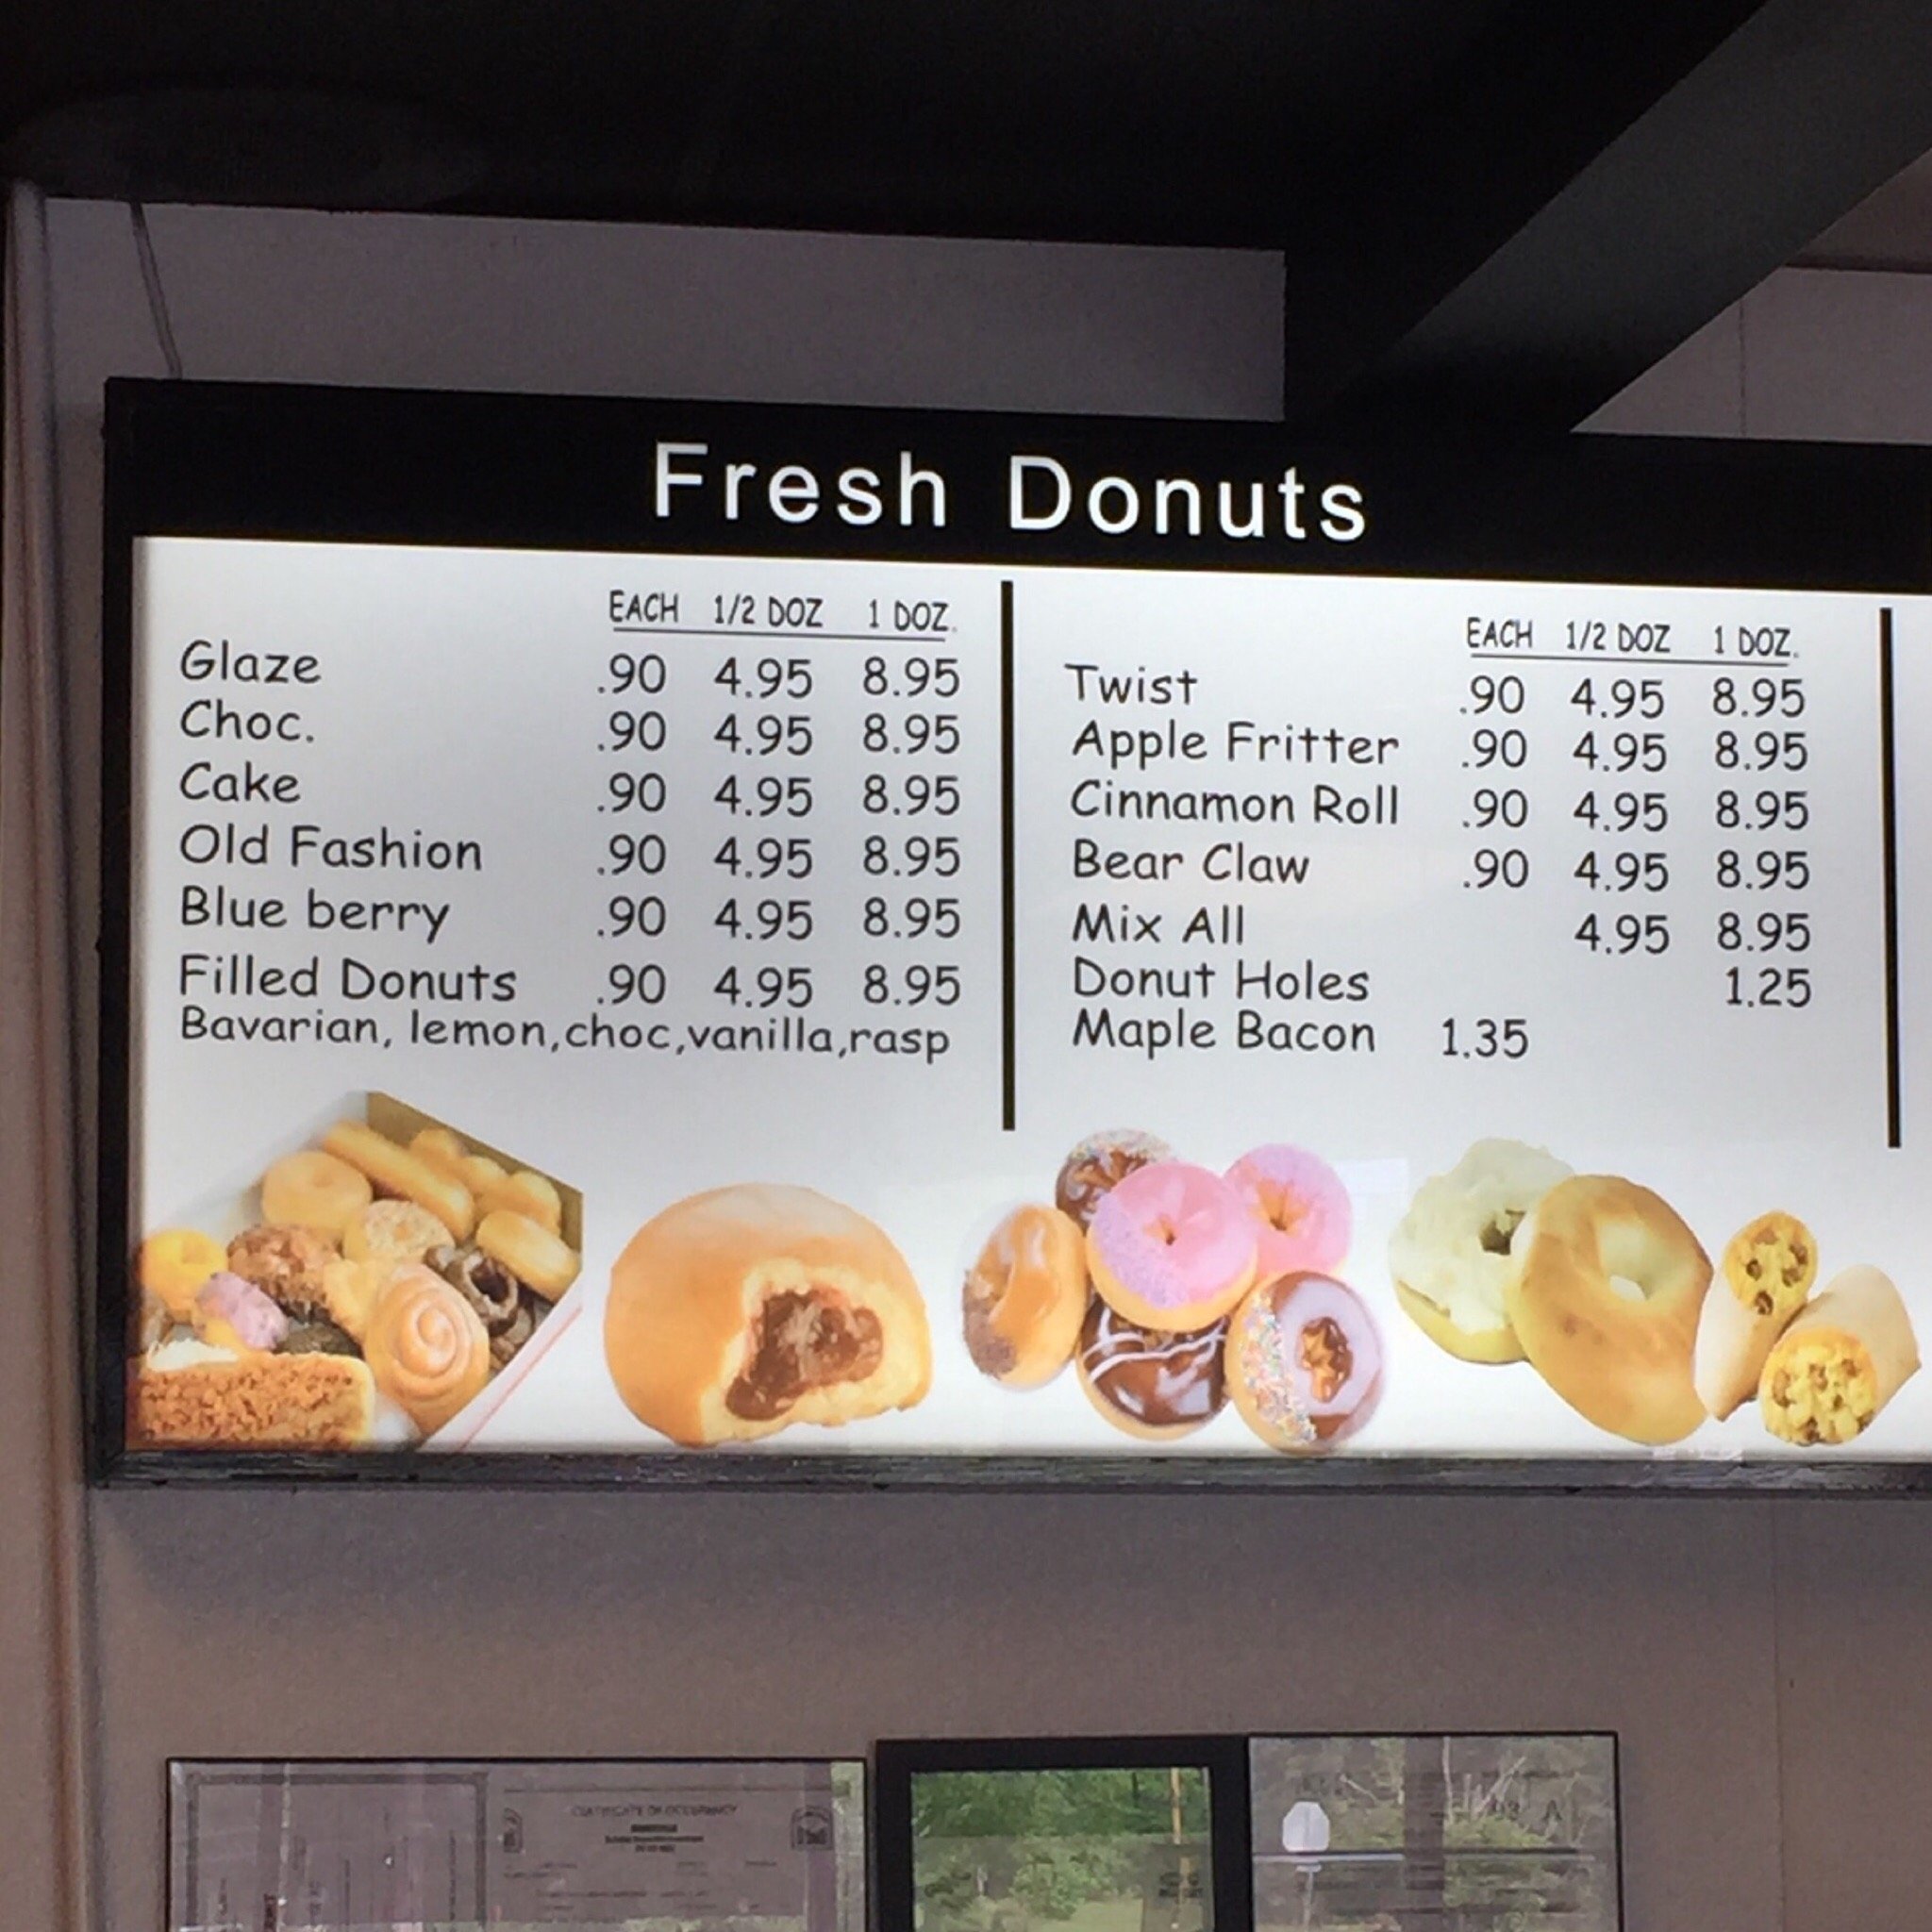 Fresh Donuts
EACH 1/2 DOZ 1 DOZ.
Glaze .90 4.95 8.95
Choc. .90 4.95 8.95
Cake .90 4.95 8.95
Old Fashion .90 4.95 8.95
Blue berry .90 4.95 8.95
Filled Donuts .90 4.95 8.95
Bavarian, lemon,choc,vanilla,rasp
EACH 1/2 DOZ 1 DOZ.
Twist .90 4.95 8.95
Apple Fritter .90 4.95 8.95
Cinnamon Roll .90 4.95 8.95
Bear Claw .90 4.95 8.95
Mix All 4.95 8.95
Donut Holes 1.25
Maple Bacon 1.35
CERTIFICATE OF OCCUPANCY